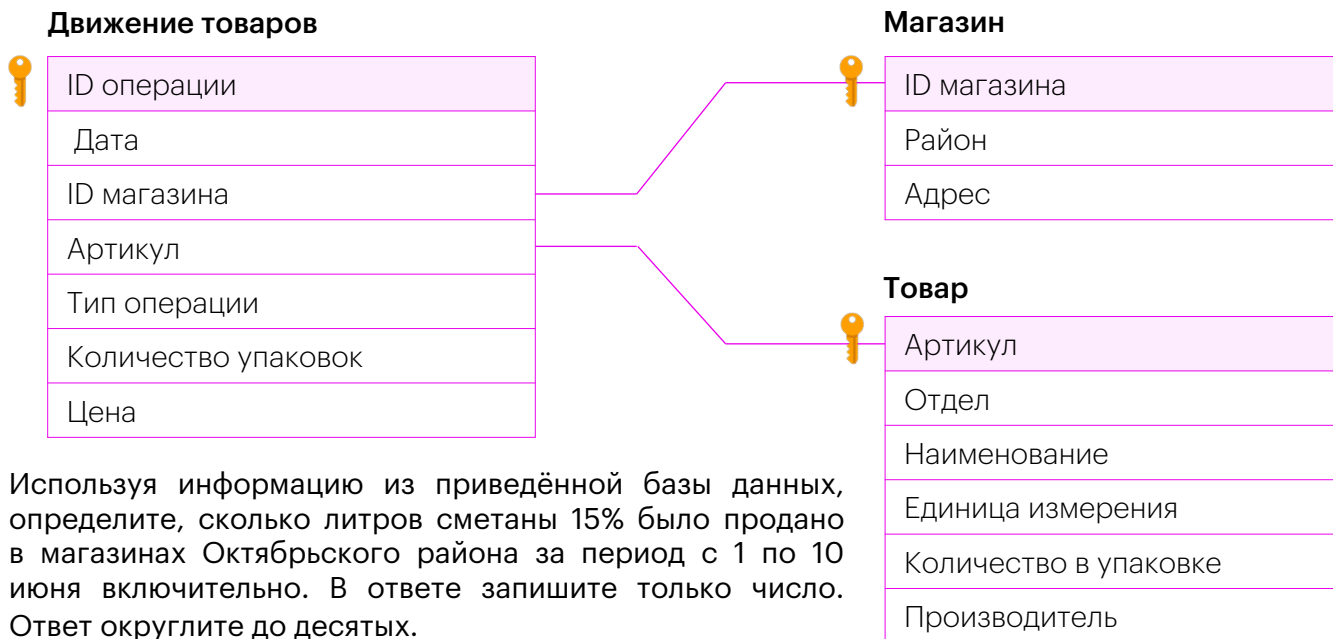 Движение товаров
ID операции
Дата
ID магазина
Артикул
Тип операции
Количество упаковок
Цена
Магазин
ID магазина
Район
Адрес
Товар
Артикул
Отдел
Наименование
Единица измерения
Количество в упаковке
Производитель
Используя информацию из приведённой базы данных,
определите, сколько литров сметаны 15% было продано
в магазинах Октябрьского района за период с 1 по 10
июня включительно. В ответе запишите только число.
Ответ округлите до десятых.